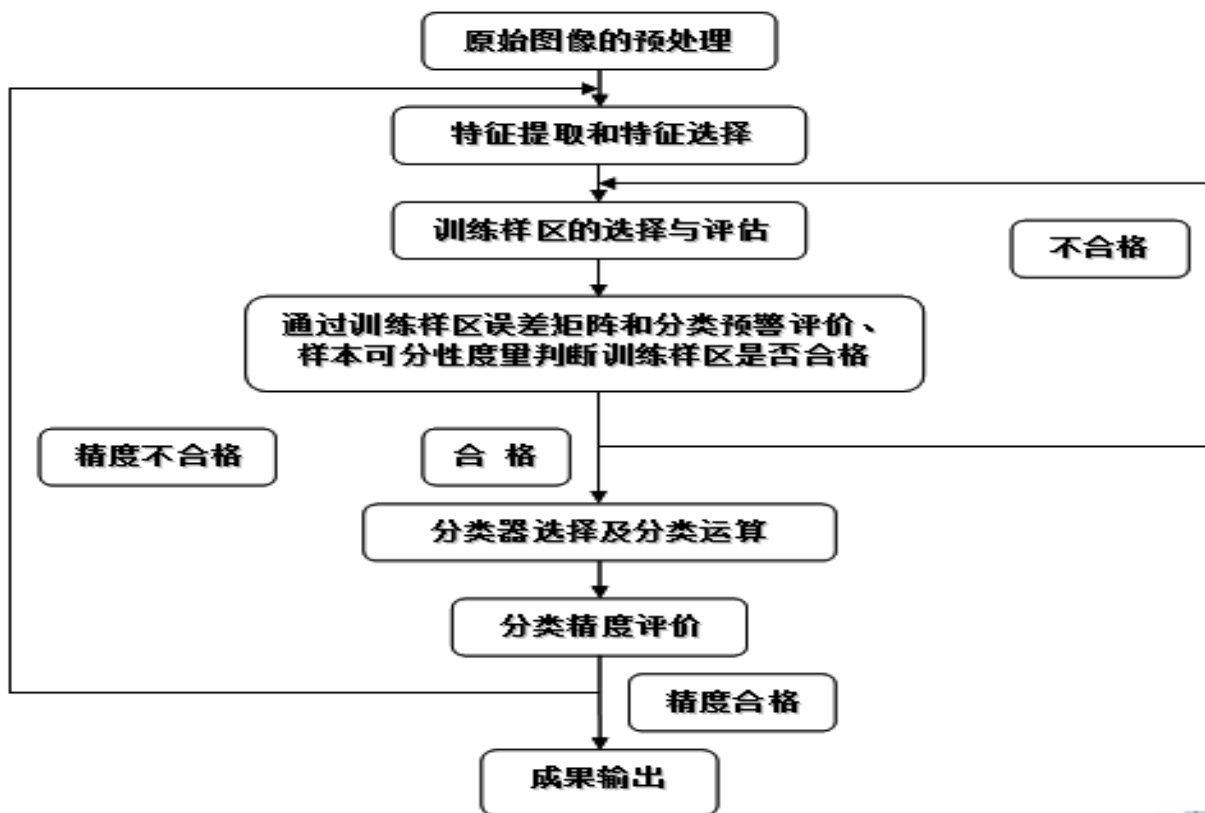 原始图像的预处理
特征提取和特征选择
训练样区的选择与评估
不合格
通过训练样区误差矩阵和分类预警评价、
样本可分性度量判断训练样区是否合格
精度不合格
合 格
分类器选择及分类运算
分类精度评价
精度合格
成果输出